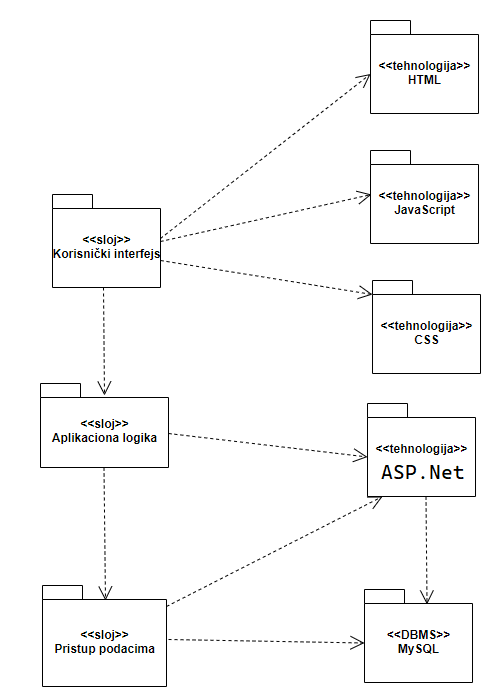 <<tehnologija>>
HTML
<<tehnologija>>
JavaScript
<<sloj>>
Korisnički interfejs
<<tehnologija>>
CSS
<<sloj>>
Aplikaciona logika
<<tehnologija>>
ASP.Net
<<sloj>>
Pristup podacima
<<DBMS>>
MySQL